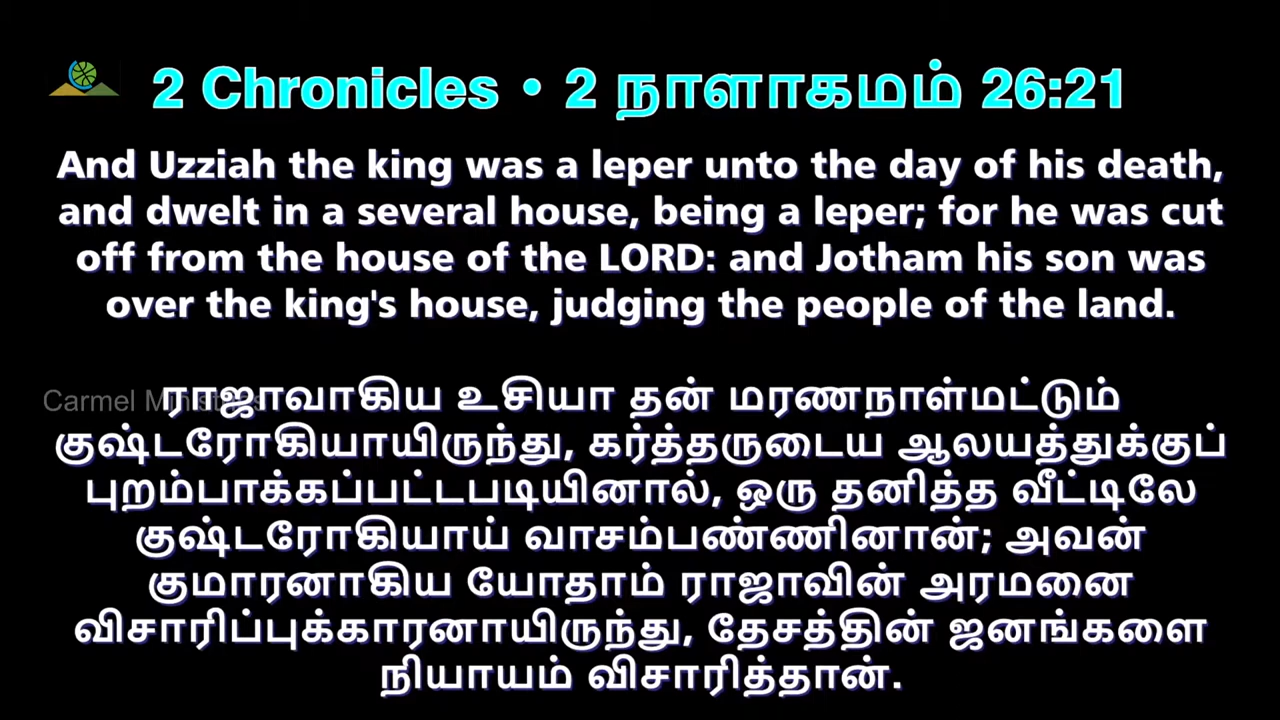 2 Chronicles • 2 நாளாகமம் 26:21
And Uzziah the king was a leper unto the day of his death,
and dwelt in a several house, being a leper; for he was cut
off from the house of the LORD: and Jotham his son was
over the king's house, judging the people of the land.
Carmel Ministries
ராஜாவாகிய உசியா தன் மரணநாள்மட்டும்
குஷ்டரோகியாயிருந்து, கர்த்தருடைய ஆலயத்துக்குப்
புறம்பாக்கப்பட்டபடியினால், ஒரு தனித்த வீட்டிலே
குஷ்டரோகியாய் வாசம்பண்ணினான்; அவன்
குமாரனாகிய யோதாம் ராஜாவின் அரமனை
விசாரிப்புக்காரனாயிருந்து, தேசத்தின் ஜனங்களை
நியாயம் விசாரித்தான்.